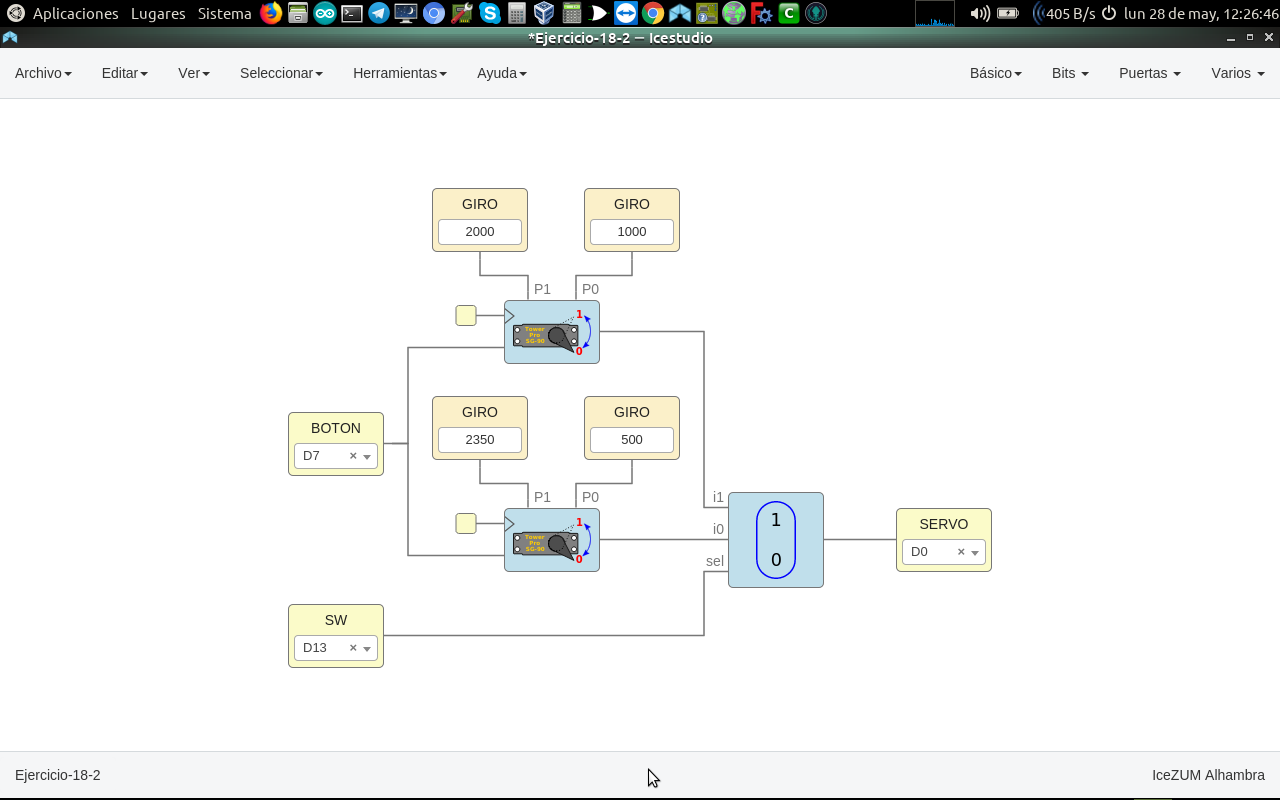 Aplicaciones Lugares Sistema 405 B/s lun 28 de may, 12:26:46
*Ejercicio-18-2 — Icestudio
Archivo Editar Ver Seleccionar Herramientas Ayuda Básico Bits Puertas Varios
GIRO GIRO
2000 1000
P1 P0
1
Tower
Pro
SG-90
0
BOTON
D7 ×
GIRO GIRO
2350 500
P1 P0
1
Tower
Pro
SG-90
0
i1
i0
sel
1
0
SERVO
D0 ×
SW
D13 ×
Ejercicio-18-2 IceZUM Alhambra